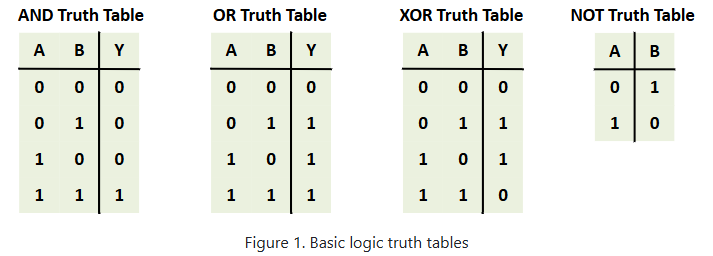 AND Truth Table
A B Y
0 0 0
0 1 0
1 0 0
1 1 1
OR Truth Table
A B Y
0 0 0
0 1 1
1 0 1
1 1 1
XOR Truth Table
A B Y
0 0 0
0 1 1
1 0 1
1 1 0
NOT Truth Table
A B
0 1
1 0
Figure 1. Basic logic truth tables